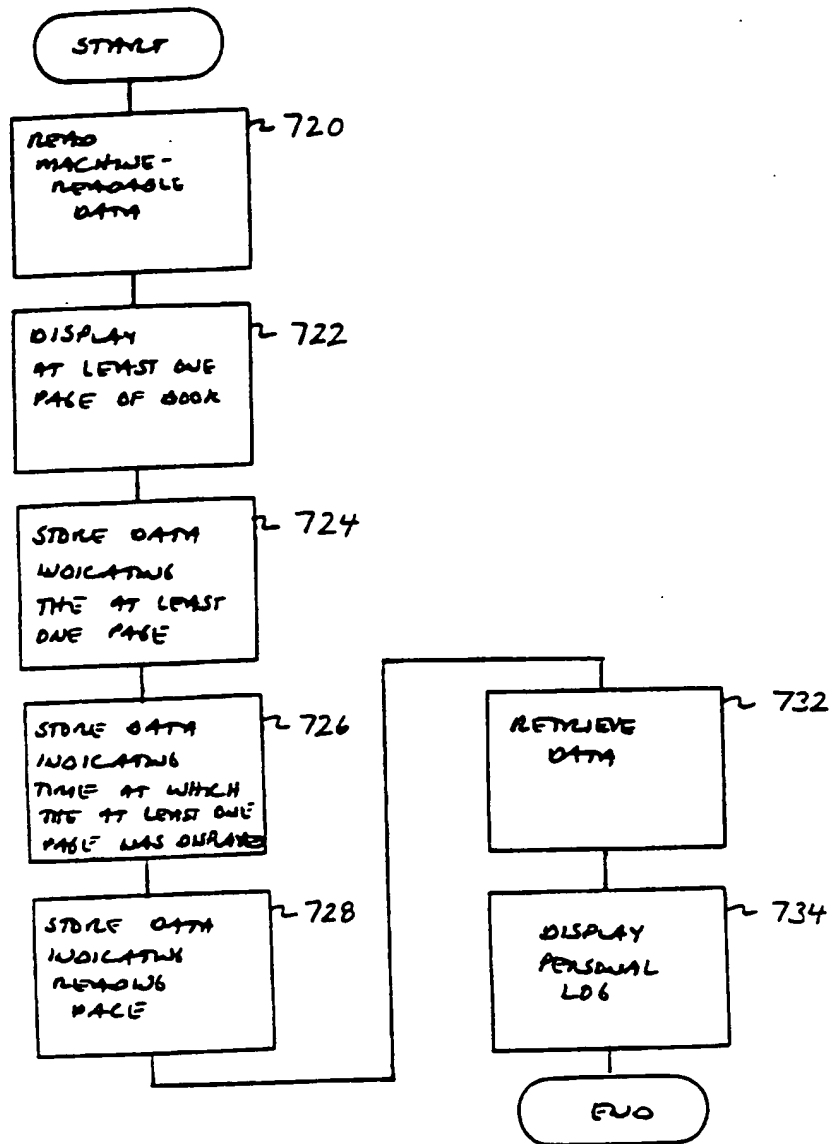 START
READ
MACHINE-
READABLE
DATA
720
DISPLAY
AT LEAST ONE
PAGE OF BOOK
722
STORE DATA
INDICATING
THE AT LEAST
ONE PAGE
724
STORE DATA
INDICATING
TIME AT WHICH
THE AT LEAST ONE
PAGE WAS DISPLAYED
726
STORE DATA
INDICATING
READING
PACE
728
RETRIEVE
DATA
732
DISPLAY
PERSONAL
LOG
734
END